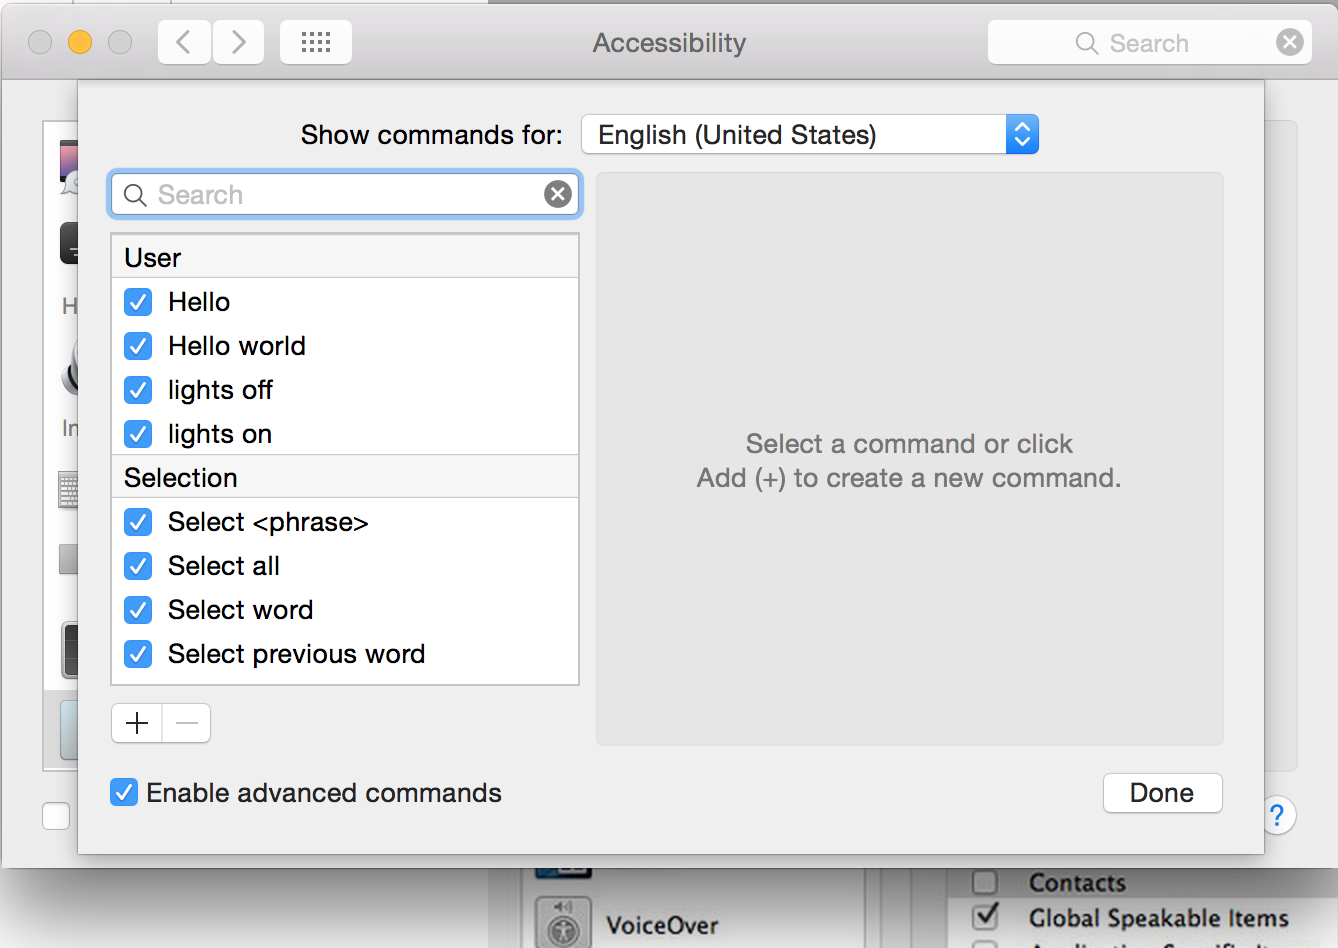 Accessibility
Search
Show commands for: English (United States)
Search
User
Hello
Hello world
lights off
lights on
Selection
Select <phrase>
Select all
Select word
Select previous word
Select a command or click
Add (+) to create a new command.
Enable advanced commands
Done
?
H
In
Contacts
VoiceOver
Global Speakable Items